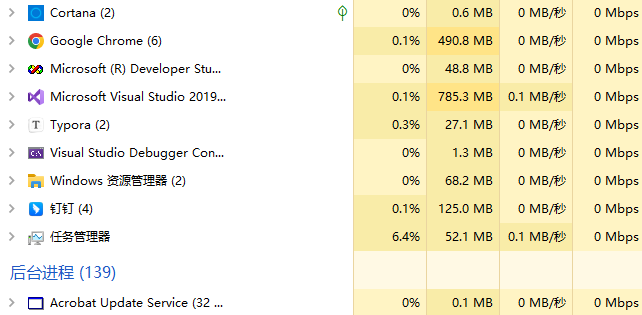 Cortana (2) 0% 0.6 MB 0 MB/秒 0 Mbps
Google Chrome (6) 0.1% 490.8 MB 0 MB/秒 0 Mbps
Microsoft (R) Developer Stu... 0% 48.8 MB 0 MB/秒 0 Mbps
Microsoft Visual Studio 2019... 0.1% 785.3 MB 0.1 MB/秒 0 Mbps
T Typora (2) 0.3% 27.1 MB 0 MB/秒 0 Mbps
Visual Studio Debugger Con... 0% 1.3 MB 0 MB/秒 0 Mbps
Windows 资源管理器 (2) 0% 68.2 MB 0 MB/秒 0 Mbps
钉钉 (4) 0.1% 125.0 MB 0 MB/秒 0 Mbps
任务管理器 6.4% 52.1 MB 0.1 MB/秒 0 Mbps
后台进程 (139)
Acrobat Update Service (32 ... 0% 0.1 MB 0 MB/秒 0 Mbps